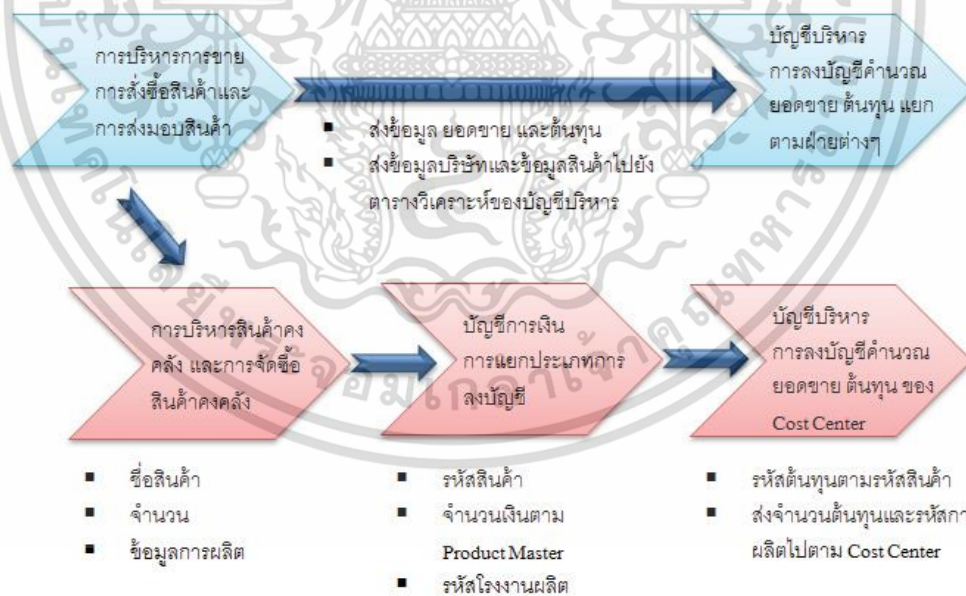 การบริหารการขาย
การสั่งซื้อสินค้าและ
การส่งมอบสินค้า
■ ส่งข้อมูล ยอดขาย และต้นทุน
■ ส่งข้อมูลบริษัทและข้อมูลสินค้าไปยัง
ตารางวิเคราะห์ของบัญชีบริหาร
บัญชีบริหาร
การลงบัญชีคำนวณ
ยอดขาย ต้นทุน แยก
ตามฝ่ายต่างๆ
การบริหารสินค้าคง
คลัง และการจัดซื้อ
สินค้าคงคลัง
■ ชื่อสินค้า
■ จำนวน
■ ข้อมูลการผลิต
บัญชีการเงิน
การแยกประเภทการ
ลงบัญชี
■ รหัสสินค้า
■ จำนวนเงินตาม
Product Master
■ รหัสโรงงานผลิต
บัญชีบริหาร
การลงบัญชีคำนวณ
ยอดขาย ต้นทุน ของ
Cost Center
■ รหัสต้นทุนตามรหัสสินค้า
■ ส่งจำนวนต้นทุนและรหัสกา
ผลิตไปตาม Cost Center